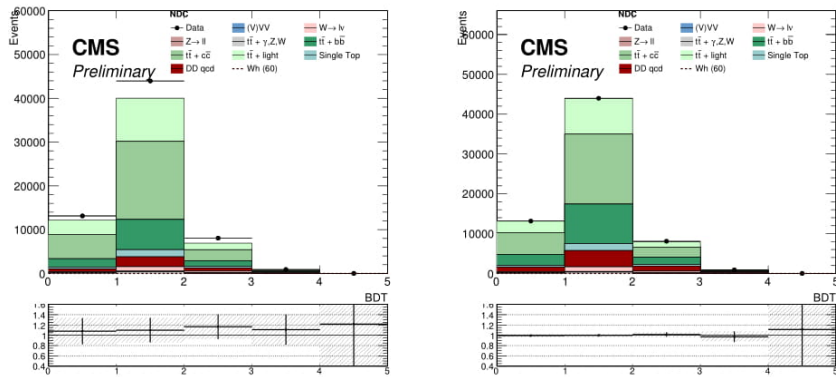 NDC
Events
60000
50000
40000
30000
20000
10000
0
CMS
Preliminary
Data
(V)VV
W→ lν
Z→ ll
tt̄ + γ,Z,W
tt̄ + bb̄
tt̄ + cc̄
tt̄ + light
Single Top
DD qcd
Wh (60)
0 1 2 3 4 5
BDT
1.6
1.4
1.2
1
0.8
0.6
0.4
0 1 2 3 4 5
NDC
Events
60000
50000
40000
30000
20000
10000
0
CMS
Preliminary
Data
(V)VV
W→ lν
Z→ ll
tt̄ + γ,Z,W
tt̄ + bb̄
tt̄ + cc̄
tt̄ + light
Single Top
DD qcd
Wh (60)
0 1 2 3 4 5
BDT
1.6
1.4
1.2
1
0.8
0.6
0.4
0 1 2 3 4 5